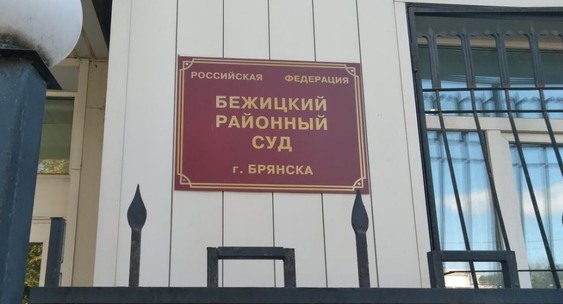 РОССИЙСКАЯ ФЕДЕРАЦИЯ
БЕЖИЦКИЙ
РАЙОННЫЙ
СУД
г. БРЯНСКА